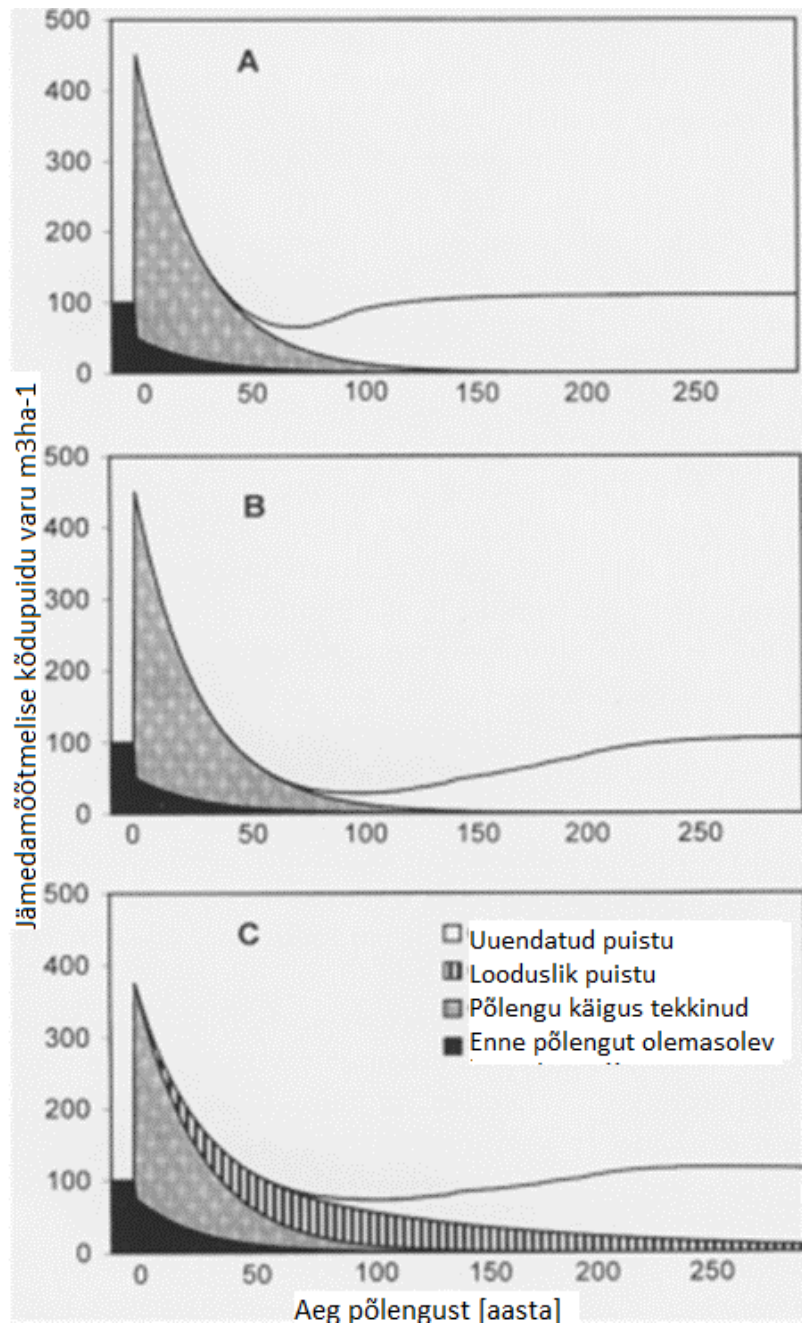 Jämedamõõtmelise kõdupuidu varu m3ha-1
500
A
400
300
200
100
0
0 50 100 150 200 250
500
B
400
300
200
100
0
0 50 100 150 200 250
500
C
400
300
200
100
0
Uuendatud puistu
Looduslik puistu
Põlengu käigus tekkinud
Enne põlengut olemasolev
0 50 100 150 200 250
Aeg põlengust [aasta]